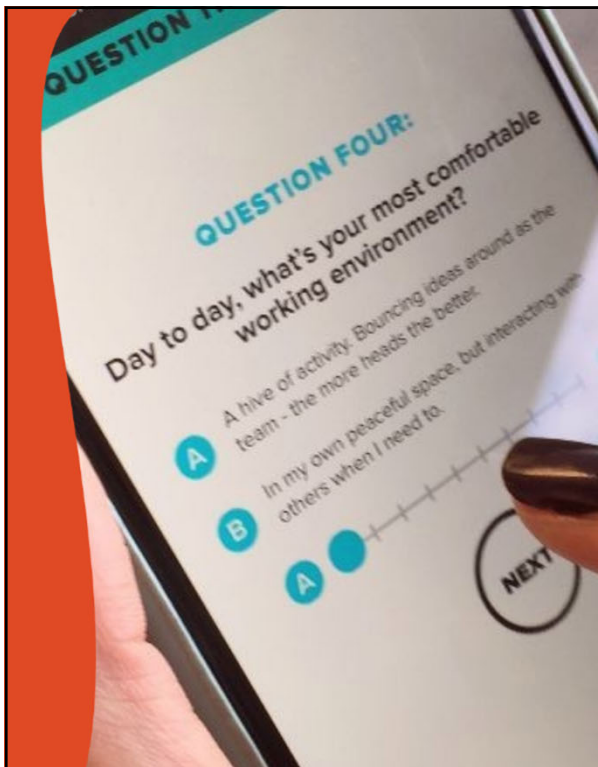 QUESTION
QUESTION FOUR:
Day to day, what's your most comfortable
working environment?
A
A hive of activity. Bouncing ideas around as the
team - the more heads the better.
B
In my own peaceful space, but interacting with
others when I need to.
A
NEXT